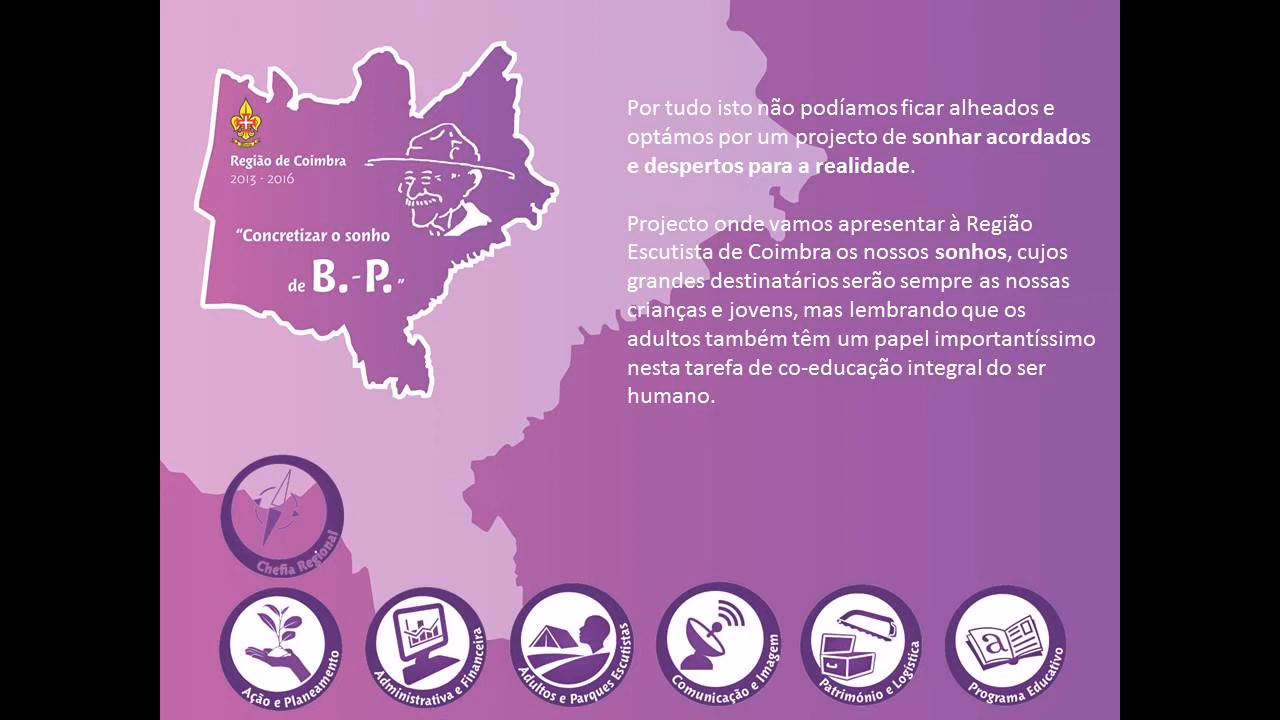 Região de Coimbra
2013 - 2016
“Concretizar o sonho
de B.-P.”
Por tudo isto não podíamos ficar alheados e
optámos por um projecto de sonhar acordados
e despertos para a realidade.
Projecto onde vamos apresentar à Região
Escutista de Coimbra os nossos sonhos, cujos
grandes destinatários serão sempre as nossas
crianças e jovens, mas lembrando que os
adultos também têm um papel importantíssimo
nesta tarefa de co-educação integral do ser
humano.
Chefia Regional
Ação e Planeamento
Administrativa e Financeira
Adultos e Parques Escutistas
Comunicação e Imagem
Património e Logística
a
Programa Educativo